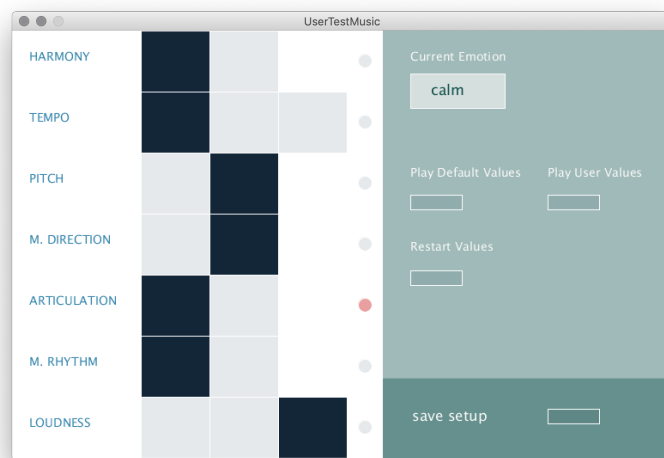 UserTestMusic
HARMONY
TEMPO
PITCH
M. DIRECTION
ARTICULATION
M. RHYTHM
LOUDNESS
Current Emotion
calm
Play Default Values
Play User Values
Restart Values
save setup